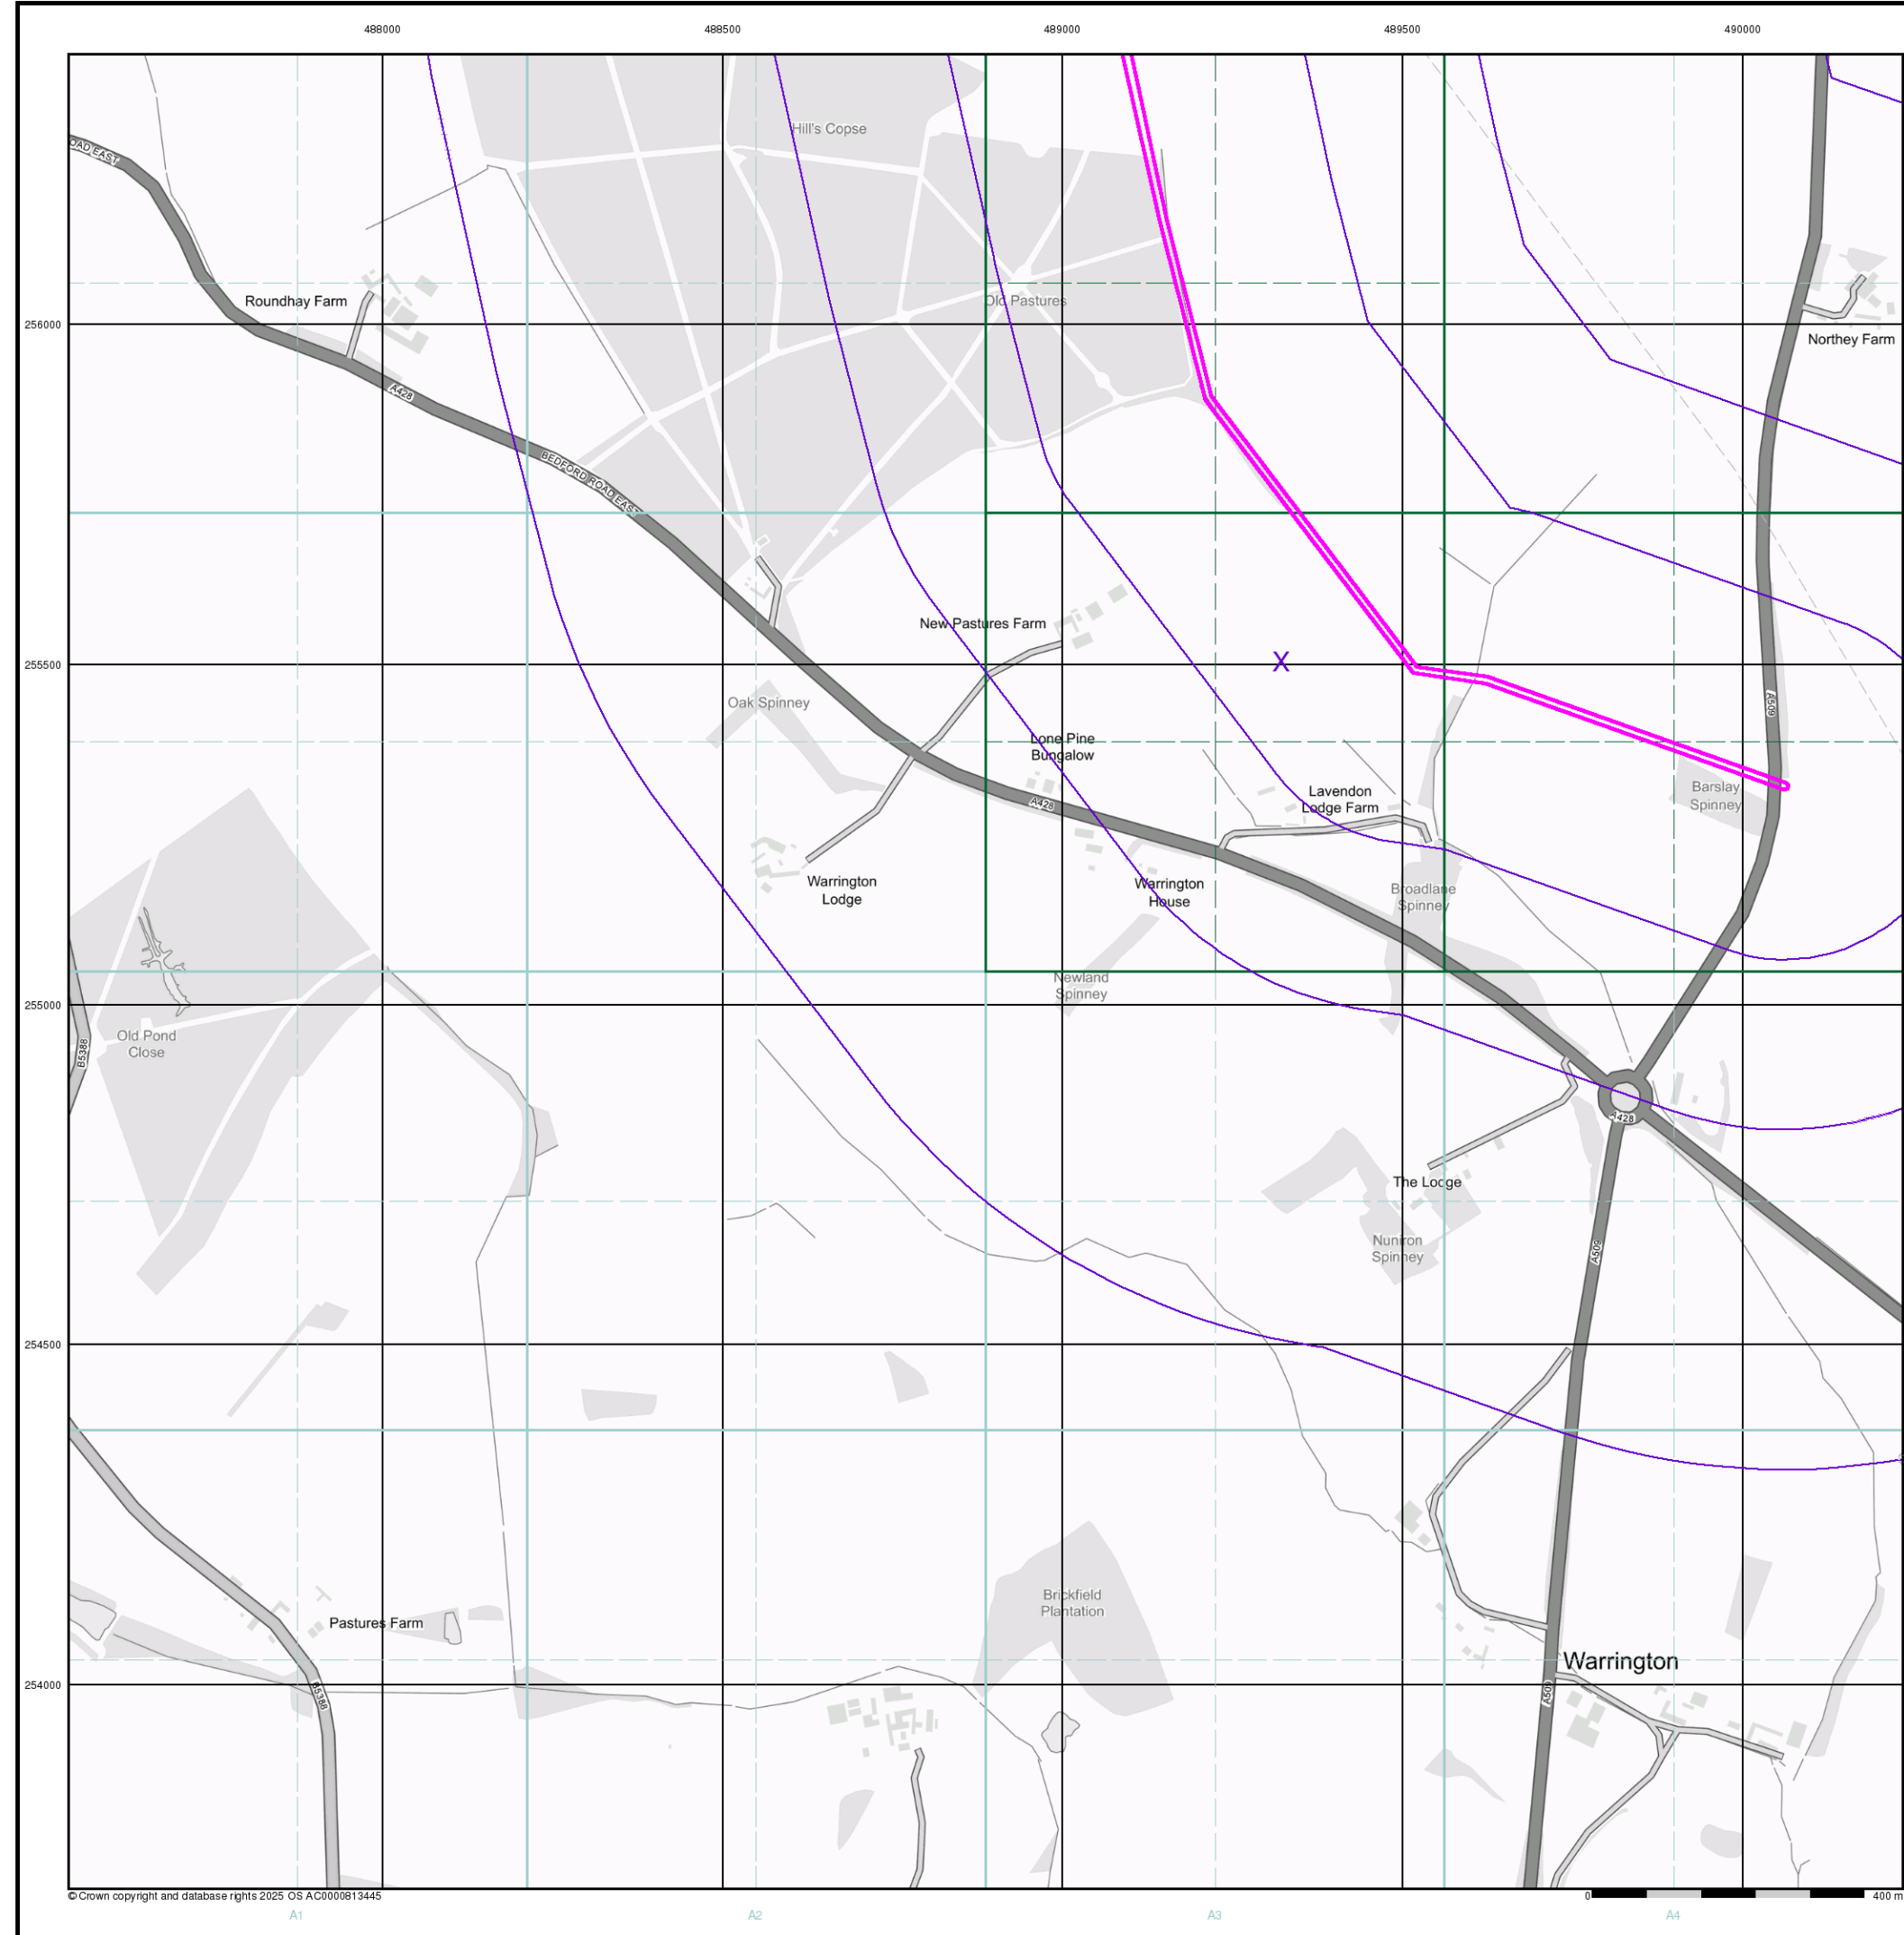 488000 488500 489000 489500 490000
Hill's Copse
OAD EAST
256000
255500
255000
254500
254000
Roundhay Farm
Old Pastures
Northey Farm
A428
BEDFORD ROAD EAST
New Pastures Farm
X
Oak Spinney
A509
Lone Pine
Bungalow
Lavendon
Lodge Farm
Barslay
Spinney
A428
Warrington
Lodge
Warrington
House
Broadlane
Spinney
Newland
Spinney
Old Pond
Close
B5388
A428
The Lodge
Nuniron
Spinney
A509
Brickfield
Plantation
Pastures Farm
Warrington
B5388
A509
© Crown copyright and database rights 2025 OS AC0000813445
0 400 m
A1 A2 A3 A4